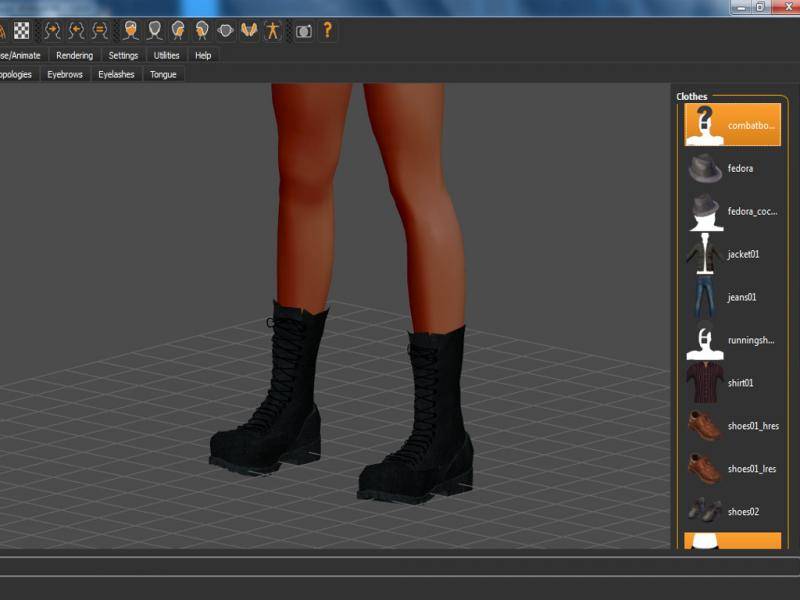 se/Animate Rendering Settings Utilities Help
opologies Eyebrows Eyelashes Tongue
Clothes
combatbo...
fedora
fedora_coc...
jacket01
jeans01
runningsh...
shirt01
shoes01_hres
shoes01_lres
shoes02